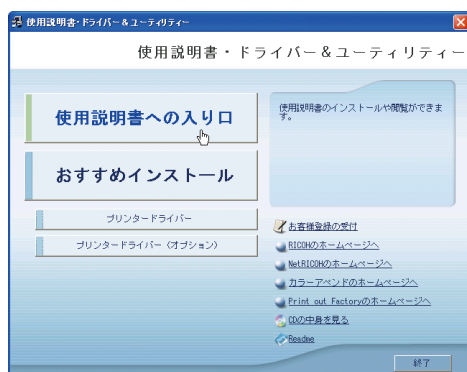 使用説明書・ドライバー＆ユーティリティー
使用説明書・ドライバー＆ユーティリティー
使用説明書への入り口
おすすめインストール
プリンタードライバー
プリンタードライバー（オプション）
使用説明書のインストールや閲覧ができま
す。
お客様登録の受付
RICOHのホームページへ
NetRICOHのホームページへ
カラーアペンドのホームページへ
Print out Factoryのホームページへ
CDの中身を見る
Readme
終了